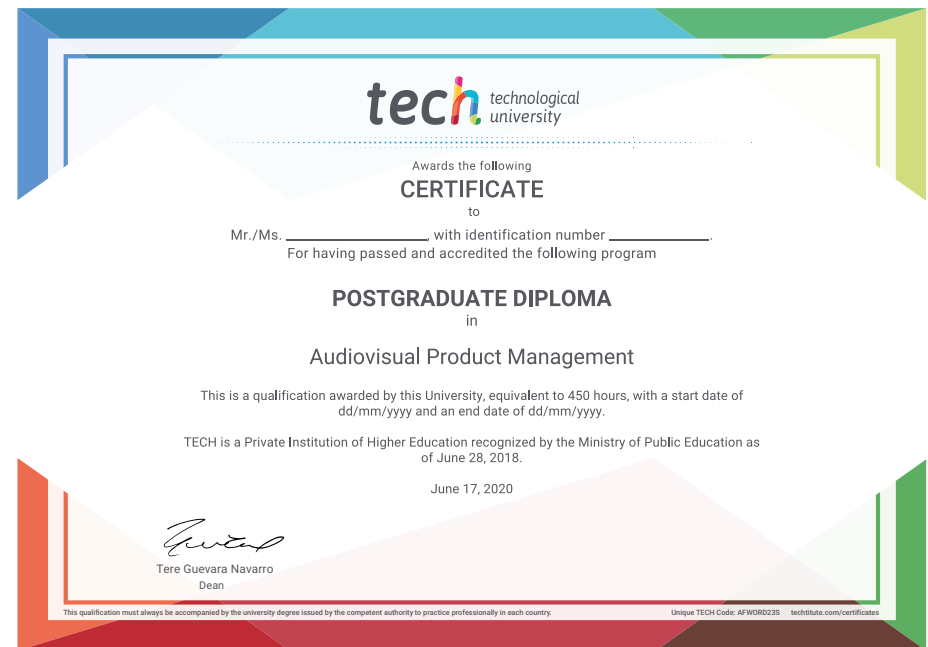 tech technological
university
Awards the following
CERTIFICATE
to
Mr./Ms. ____________________, with identification number ______________.
For having passed and accredited the following program
POSTGRADUATE DIPLOMA
in
Audiovisual Product Management
This is a qualification awarded by this University, equivalent to 450 hours, with a start date of
dd/mm/yyyy and an end date of dd/mm/yyyy.
TECH is a Private Institution of Higher Education recognized by the Ministry of Public Education as
of June 28, 2018.
June 17, 2020
Tere Guevara Navarro
Dean
This qualification must always be accompanied by the university degree issued by the competent authority to practice professionally in each country.
Unique TECH Code: AFWORD23S techtitute.com/certificates